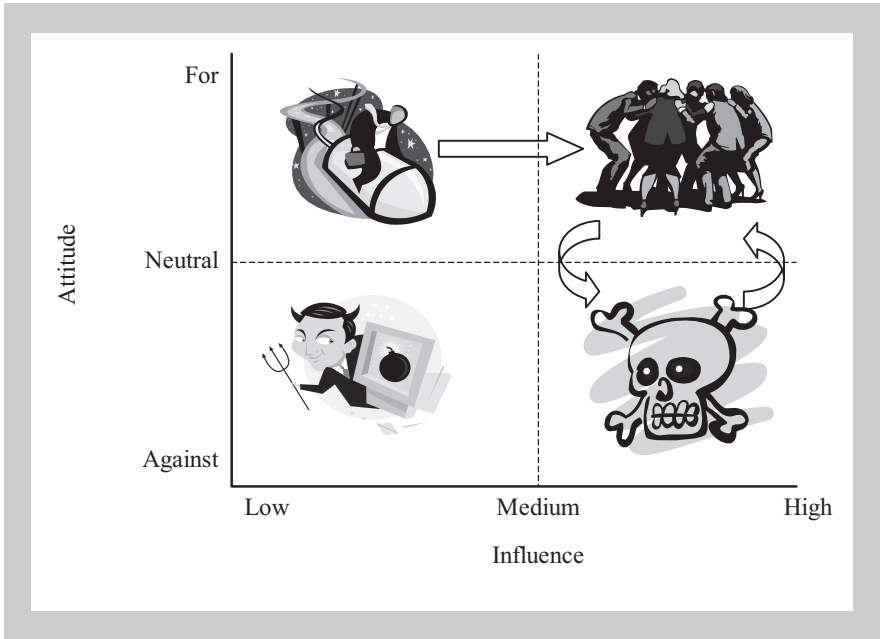 For
Attitude
Neutral
Against
Low
Medium
High
Influence